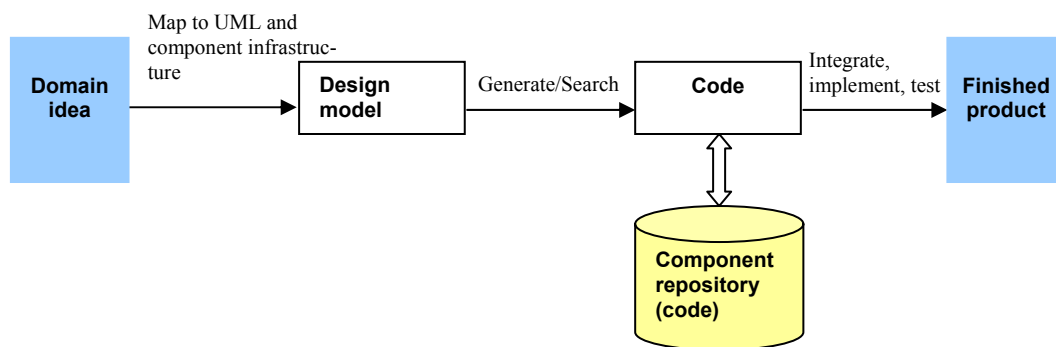 Map to UML and
component infrastruc-
ture
Domain
idea
Design
model
Generate/Search
Code
Integrate,
implement, test
Finished
product
Component
repository
(code)